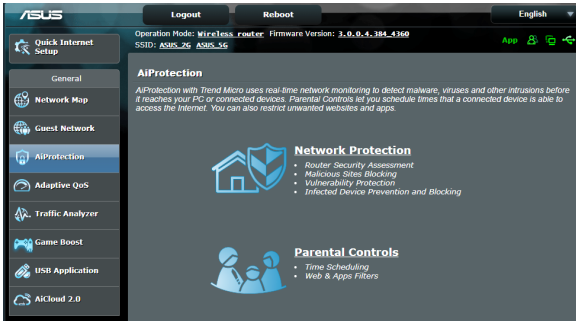 ASUS
Logout
Reboot
English
Quick Internet
Setup
Operation Mode: Wireless router Firmware Version: 3.0.0.4.384_4360
SSID: ASUS_2G ASUS_5G
App
General
Network Map
Guest Network
AiProtection
Adaptive QoS
Traffic Analyzer
Game Boost
USB Application
AiCloud 2.0
AiProtection
AiProtection with Trend Micro uses real-time network monitoring to detect malware, viruses and other intrusions before
it reaches your PC or connected devices. Parental Controls let you schedule times that a connected device is able to
access the Internet. You can also restrict unwanted websites and apps.
Network Protection
• Router Security Assessment
• Malicious Sites Blocking
• Vulnerability Protection
• Infected Device Prevention and Blocking
Parental Controls
• Time Scheduling
• Web & Apps Filters